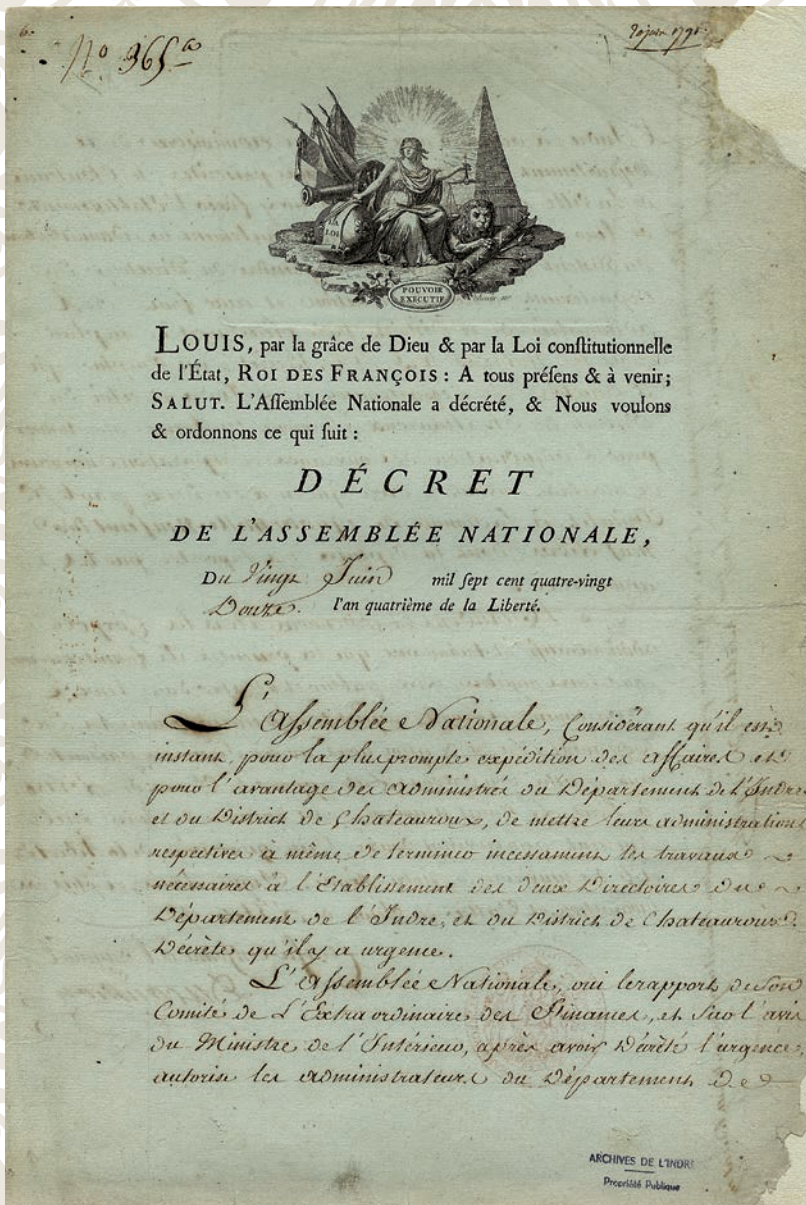 6.
N.º 965 ª
20 juin 1792
LA
LOI
POUVOIR
EXECUTIF
LOUIS, par la grâce de Dieu & par la Loi conſtitutionnelle
de l'État, ROI DES FRANÇOIS : A tous préſens & à venir;
SALUT. L'Aſſemblée Nationale a décrété, & Nous voulons
& ordonnons ce qui ſuit :
DÉCRET
DE L'ASSEMBLÉE NATIONALE,
Du Vingt Juin mil ſept cent quatre-vingt
Douze. l'an quatrième de la Liberté.
L'Assemblée Nationale, Considérant qu'il est
instant pour la plus prompte expédition des affaires et
pour l'avantage des administrés du Département de l'Indre
et du District de Chateauroux, de mettre leurs administrations
respectives à même de terminer incessament les travaux
nécessaires à l'Etablissement des deux Directoires du
Département de l'Indre, et du District de Chateauroux.
Décrète qu'il y a urgence.
L'Assemblée Nationale, oui le rapport de son
Comité de L'Extraordinaire des Finances, et sur l'avis
du Ministre de l'Intérieur, après avoir Décrété l'urgence,
autorise les administrateurs du Département de
ARCHIVES DE L'INDRE
Propriété Publique